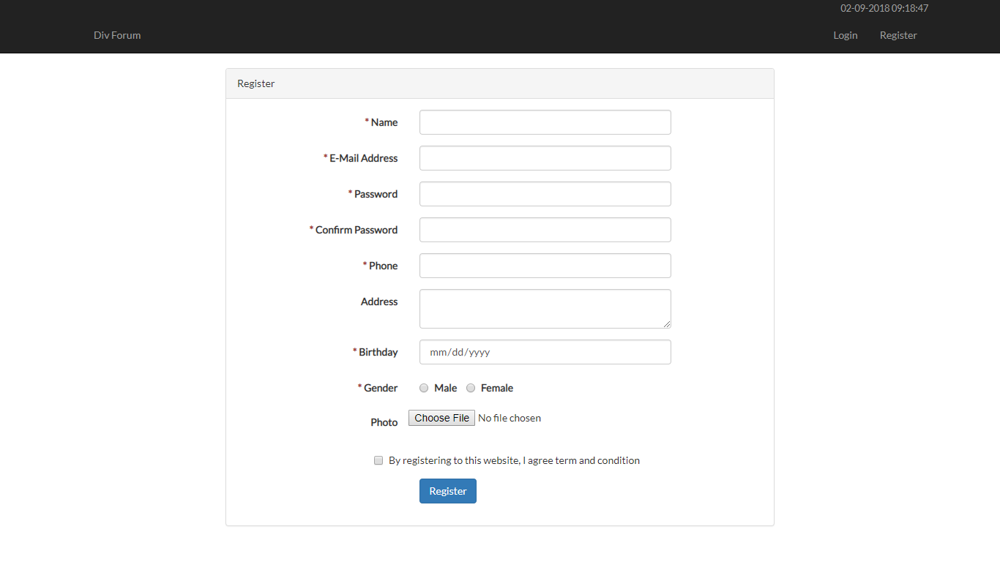 02-09-2018 09:18:47
Div Forum Login Register
Register
* Name
* E-Mail Address
* Password
* Confirm Password
* Phone
Address
* Birthday mm/dd/yyyy
* Gender Male Female
Photo Choose File No file chosen
By registering to this website, I agree term and condition
Register